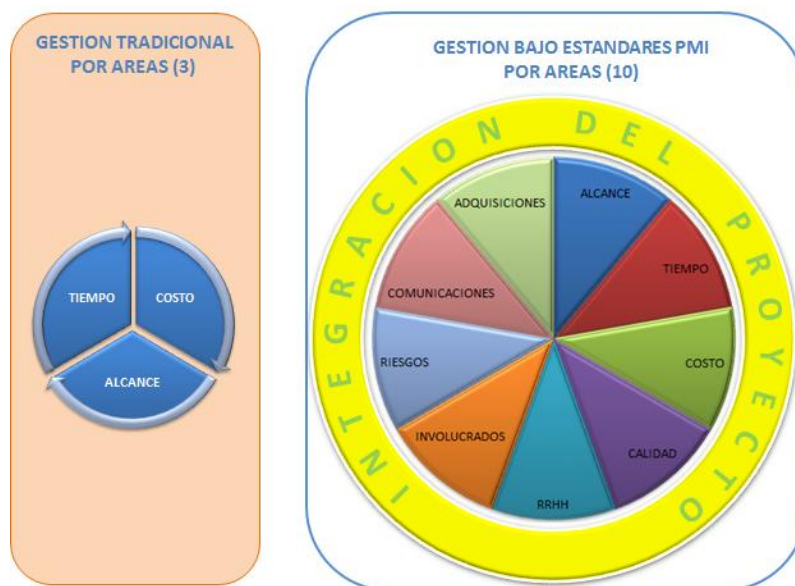 GESTION TRADICIONAL
POR AREAS (3)
TIEMPO
COSTO
ALCANCE
GESTION BAJO ESTANDARES PMI
POR AREAS (10)
INTEGRACION DEL PROYECTO
ADQUISICIONES
ALCANCE
TIEMPO
COMUNICACIONES
RIESGOS
COSTO
INVOLUCRADOS
CALIDAD
RRHH